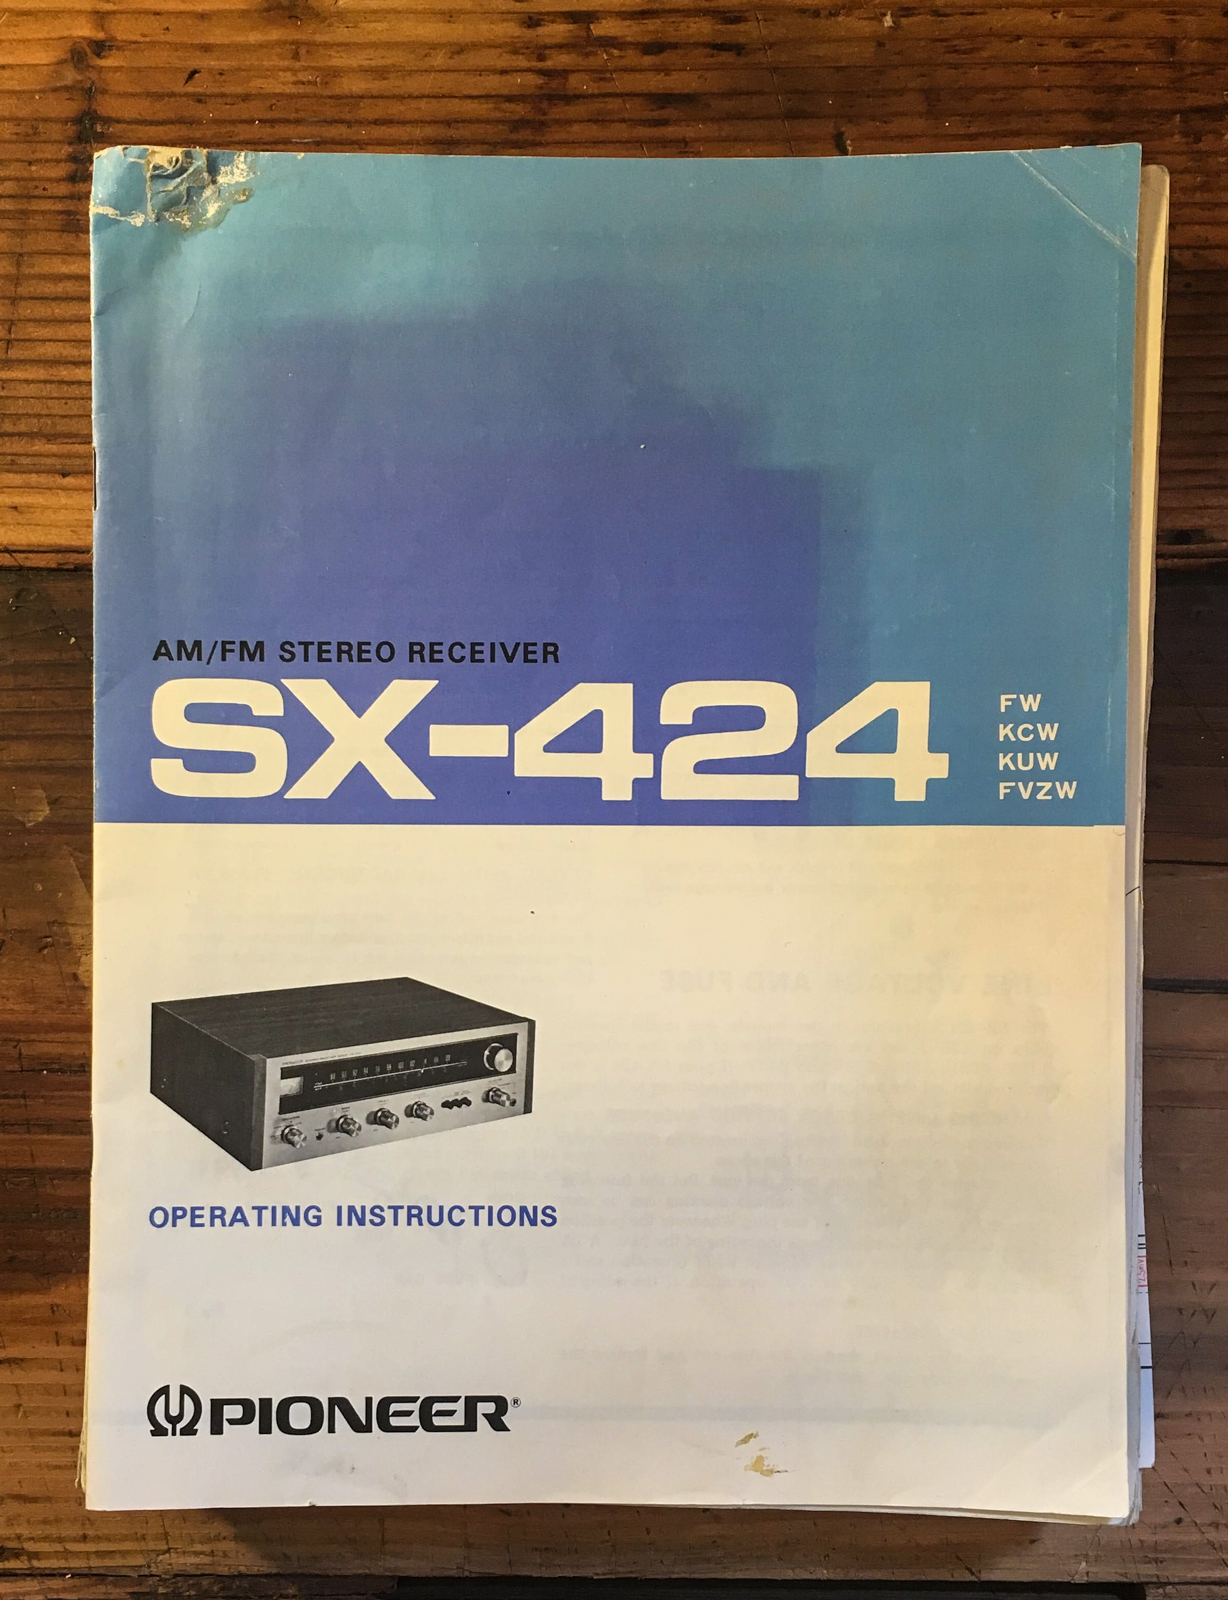 AM/FM STEREO RECEIVER
SX-424
FW
KCW
KUW
FVZW
OPERATING INSTRUCTIONS
PIONEER®